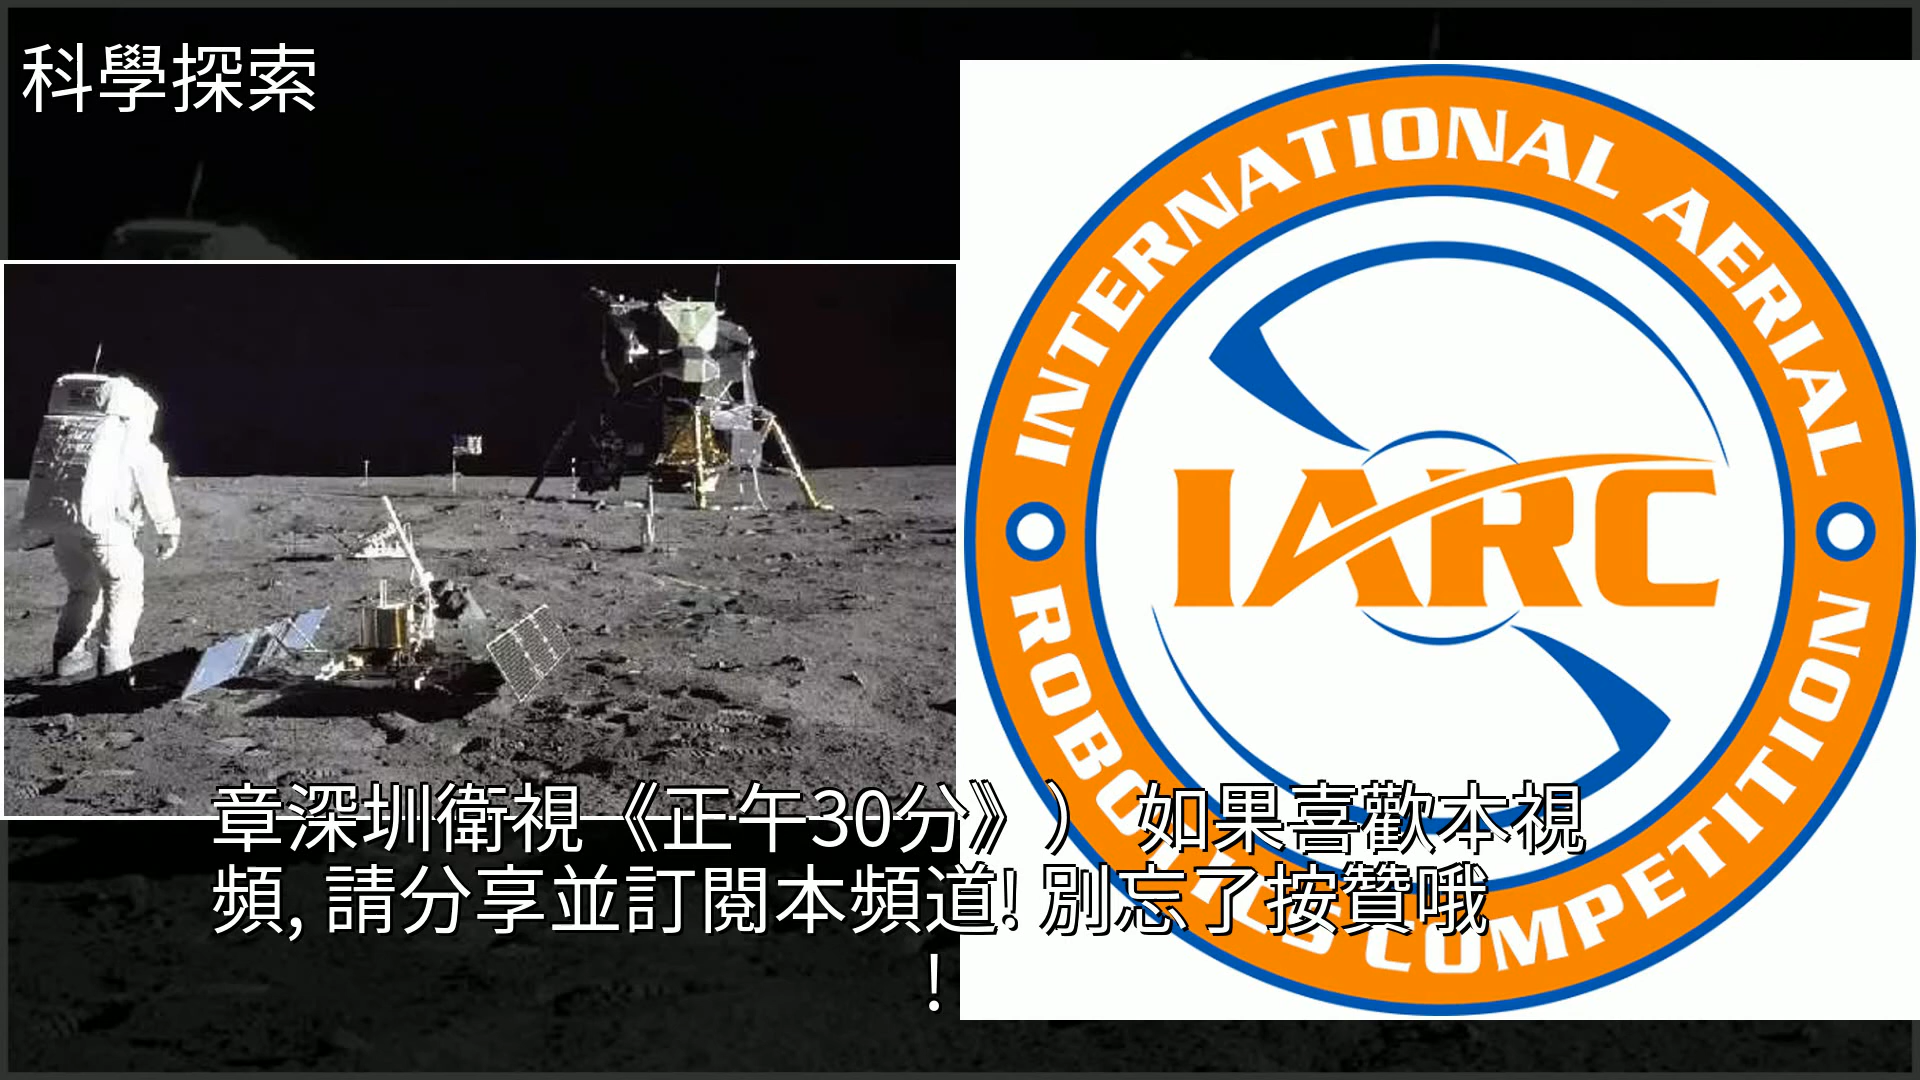 科學探索
INTERNATIONAL AERIAL
IARC
ROBOTICS COMPETITION
章深圳衛視《正午30分》） 如果喜歡本視
頻, 請分享並訂閱本頻道! 別忘了按贊哦
!